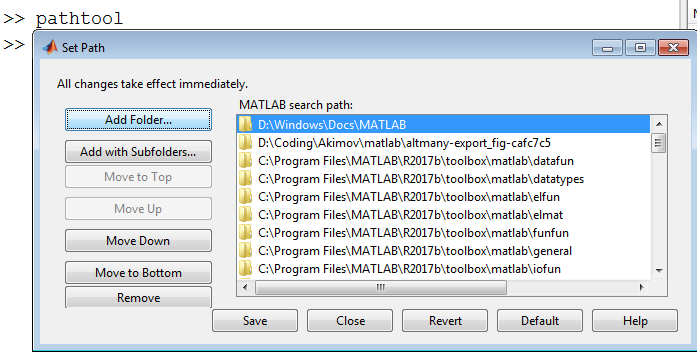 >> pathtool
>>
Set Path
All changes take effect immediately.
MATLAB search path:
Add Folder...
Add with Subfolders...
Move to Top
Move Up
Move Down
Move to Bottom
Remove
D:\Windows\Docs\MATLAB
D:\Coding\Akimov\matlab\altmany-export_fig-cafc7c5
C:\Program Files\MATLAB\R2017b\toolbox\matlab\datafun
C:\Program Files\MATLAB\R2017b\toolbox\matlab\datatypes
C:\Program Files\MATLAB\R2017b\toolbox\matlab\elfun
C:\Program Files\MATLAB\R2017b\toolbox\matlab\elmat
C:\Program Files\MATLAB\R2017b\toolbox\matlab\funfun
C:\Program Files\MATLAB\R2017b\toolbox\matlab\general
C:\Program Files\MATLAB\R2017b\toolbox\matlab\iofun
Save
Close
Revert
Default
Help